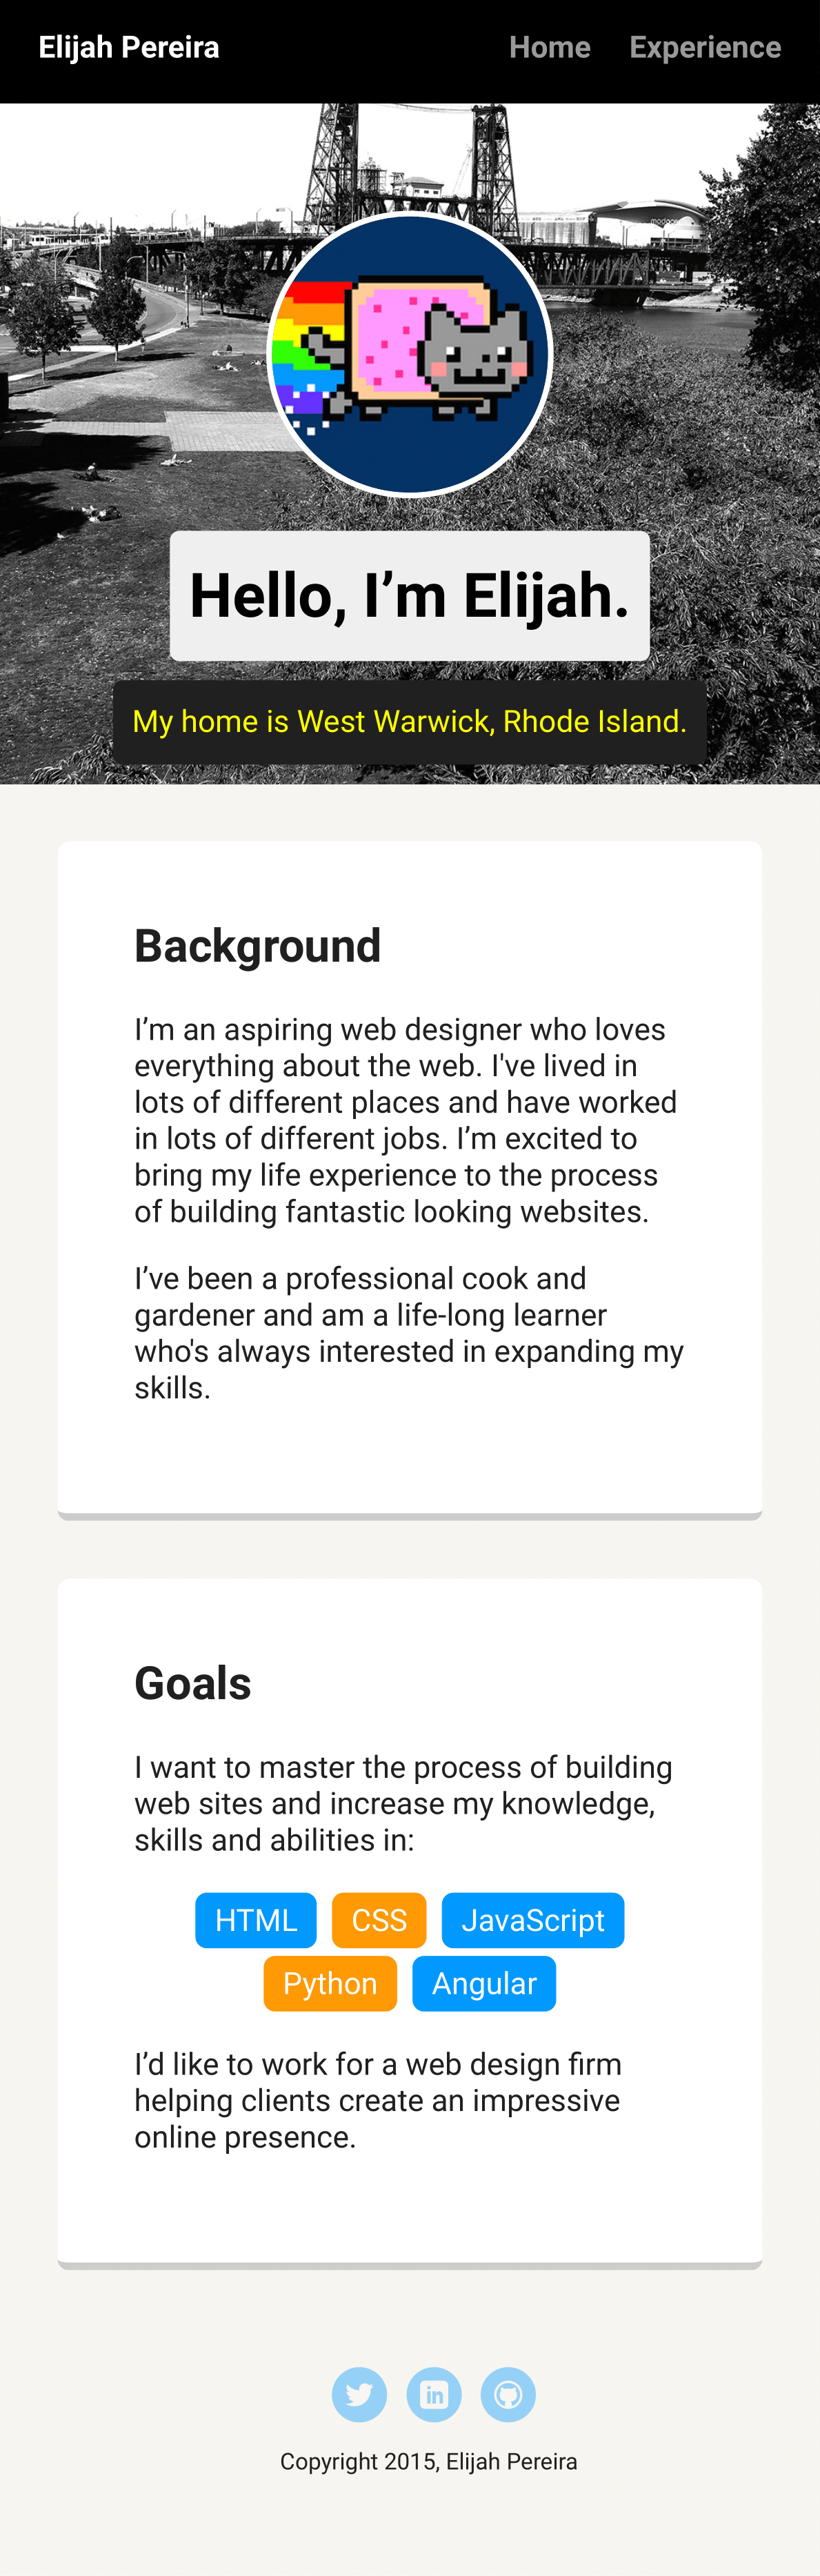 Elijah Pereira
Home Experience
moda
Hello, I’m Elijah.
My home is West Warwick, Rhode Island.
Background
I’m an aspiring web designer who loves
everything about the web. I've lived in
lots of different places and have worked
in lots of different jobs. I’m excited to
bring my life experience to the process
of building fantastic looking websites.
I’ve been a professional cook and
gardener and am a life-long learner
who's always interested in expanding my
skills.
Goals
I want to master the process of building
web sites and increase my knowledge,
skills and abilities in:
HTML CSS JavaScript
Python Angular
I’d like to work for a web design firm
helping clients create an impressive
online presence.
in
Copyright 2015, Elijah Pereira